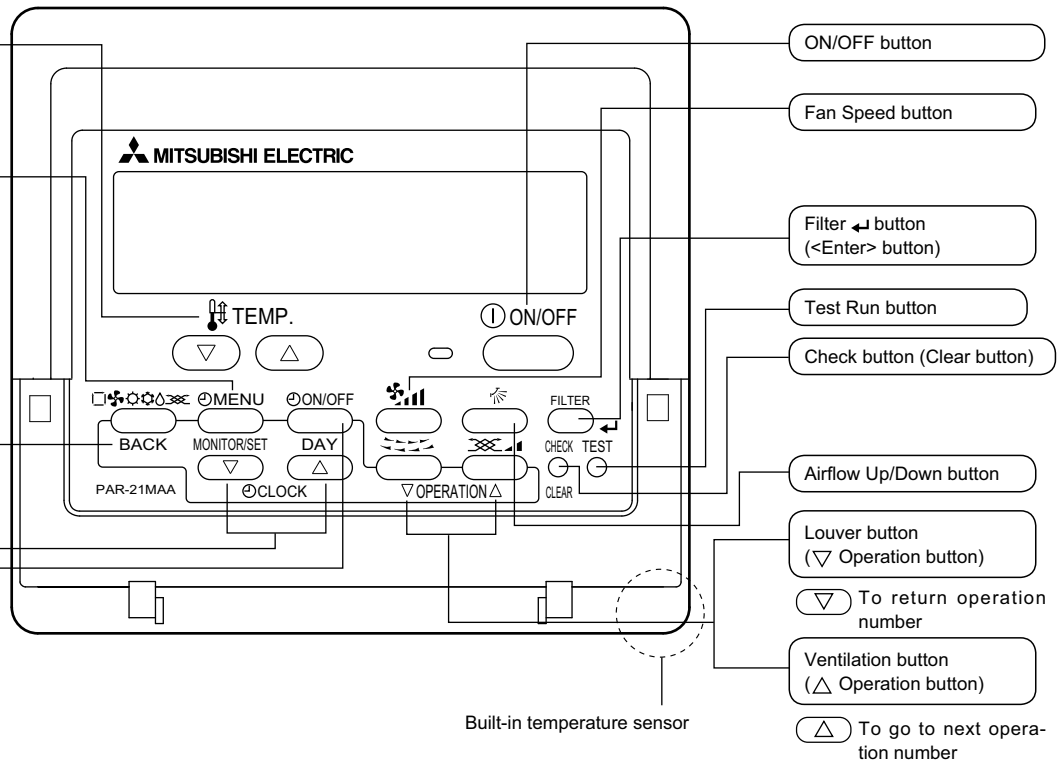 ON/OFF button
Fan Speed button
MITSUBISHI ELECTRIC
Filter ↵ button
(<Enter> button)
TEMP.
ON/OFF
Test Run button
Check button (Clear button)
MENU
ON/OFF
FILTER
BACK
MONITOR/SET
DAY
CHECK
TEST
PAR-21MAA
CLOCK
▽ OPERATION △
CLEAR
Airflow Up/Down button
Louver button
(▽ Operation button)
▽ To return operation
number
Ventilation button
(△ Operation button)
△ To go to next opera-
tion number
Built-in temperature sensor